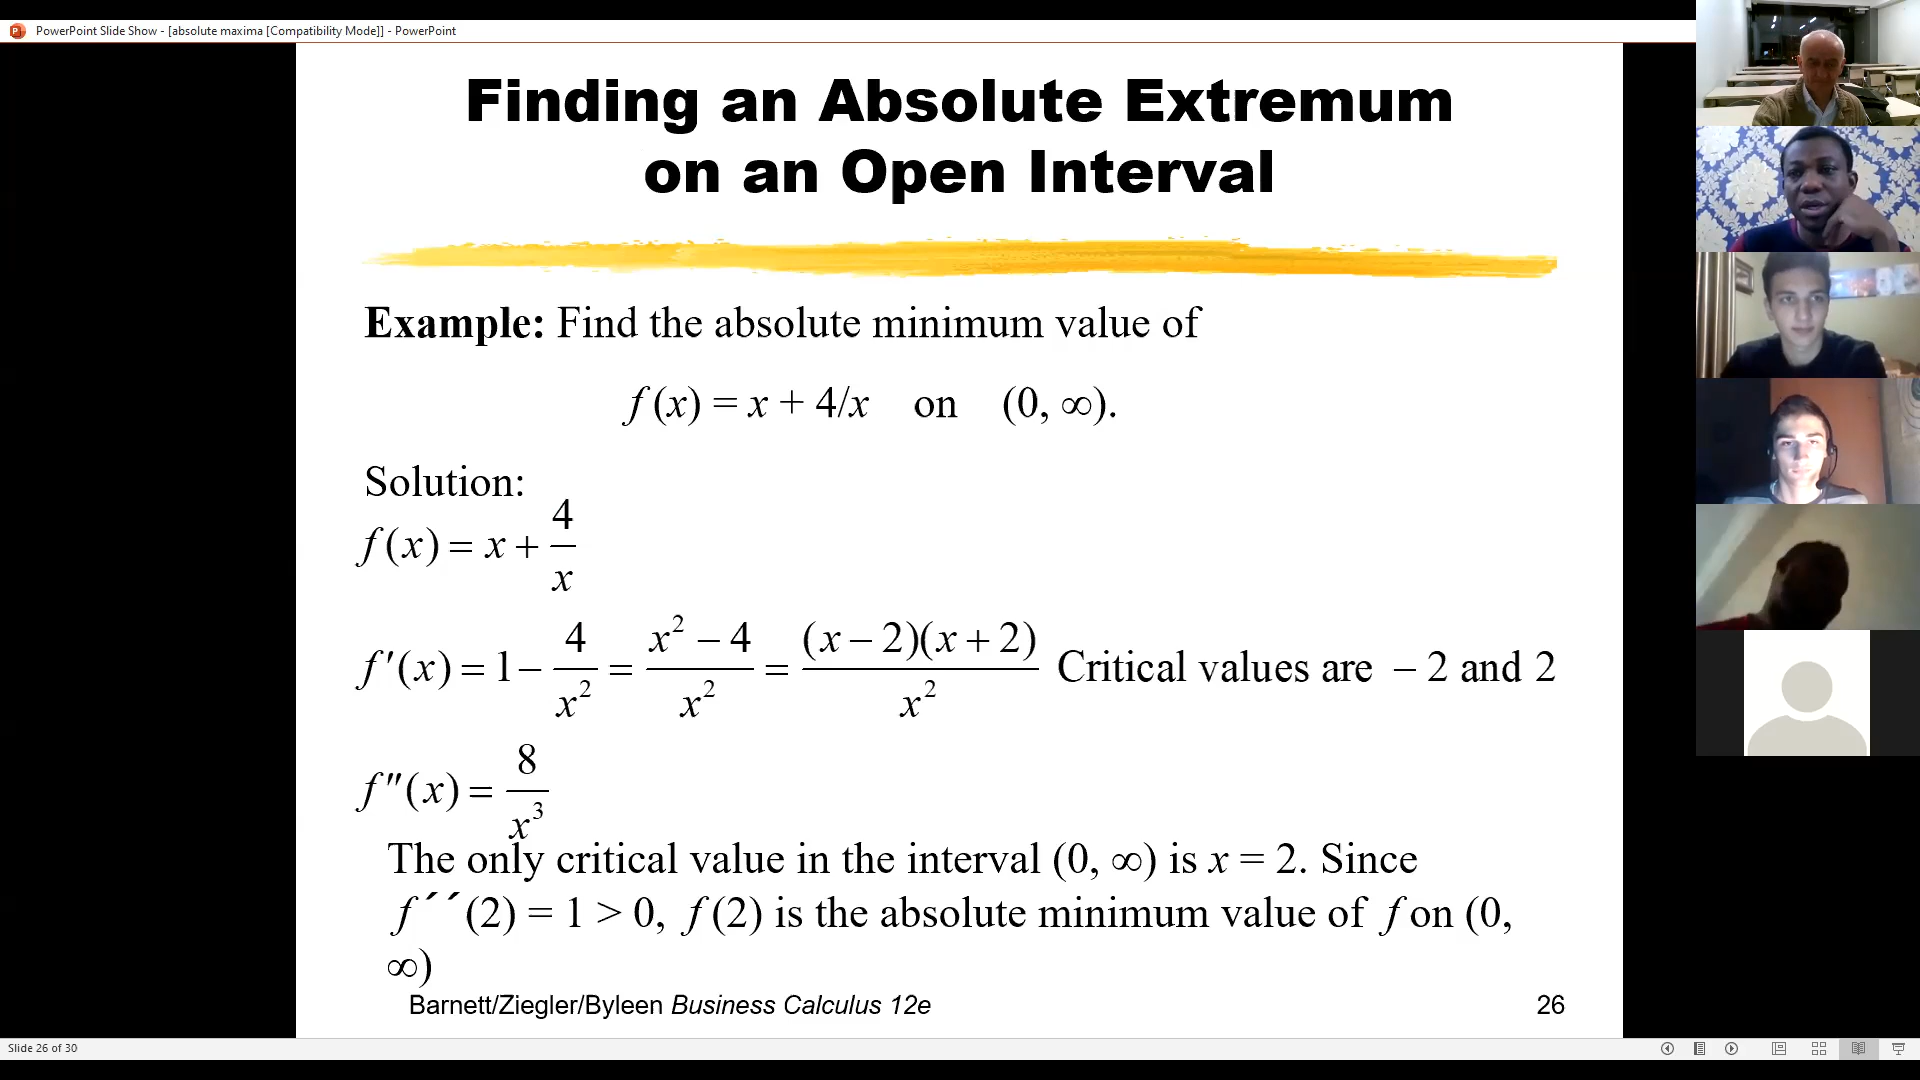 PowerPoint Slide Show - [absolute maxima [Compatibility Mode]] - PowerPoint
Finding an Absolute Extremum
on an Open Interval
Example: Find the absolute minimum value of
f (x) = x + 4/x on (0, ∞).
Solution:
f(x) = x + 4/x
f′(x) = 1 − 4/x² = (x² − 4)/x² = (x − 2)(x + 2)/x² Critical values are − 2 and 2
f″(x) = 8/x³
The only critical value in the interval (0, ∞) is x = 2. Since
f ´´(2) = 1 > 0, f (2) is the absolute minimum value of f on (0,
∞)
Barnett/Ziegler/Byleen Business Calculus 12e
26
Slide 26 of 30